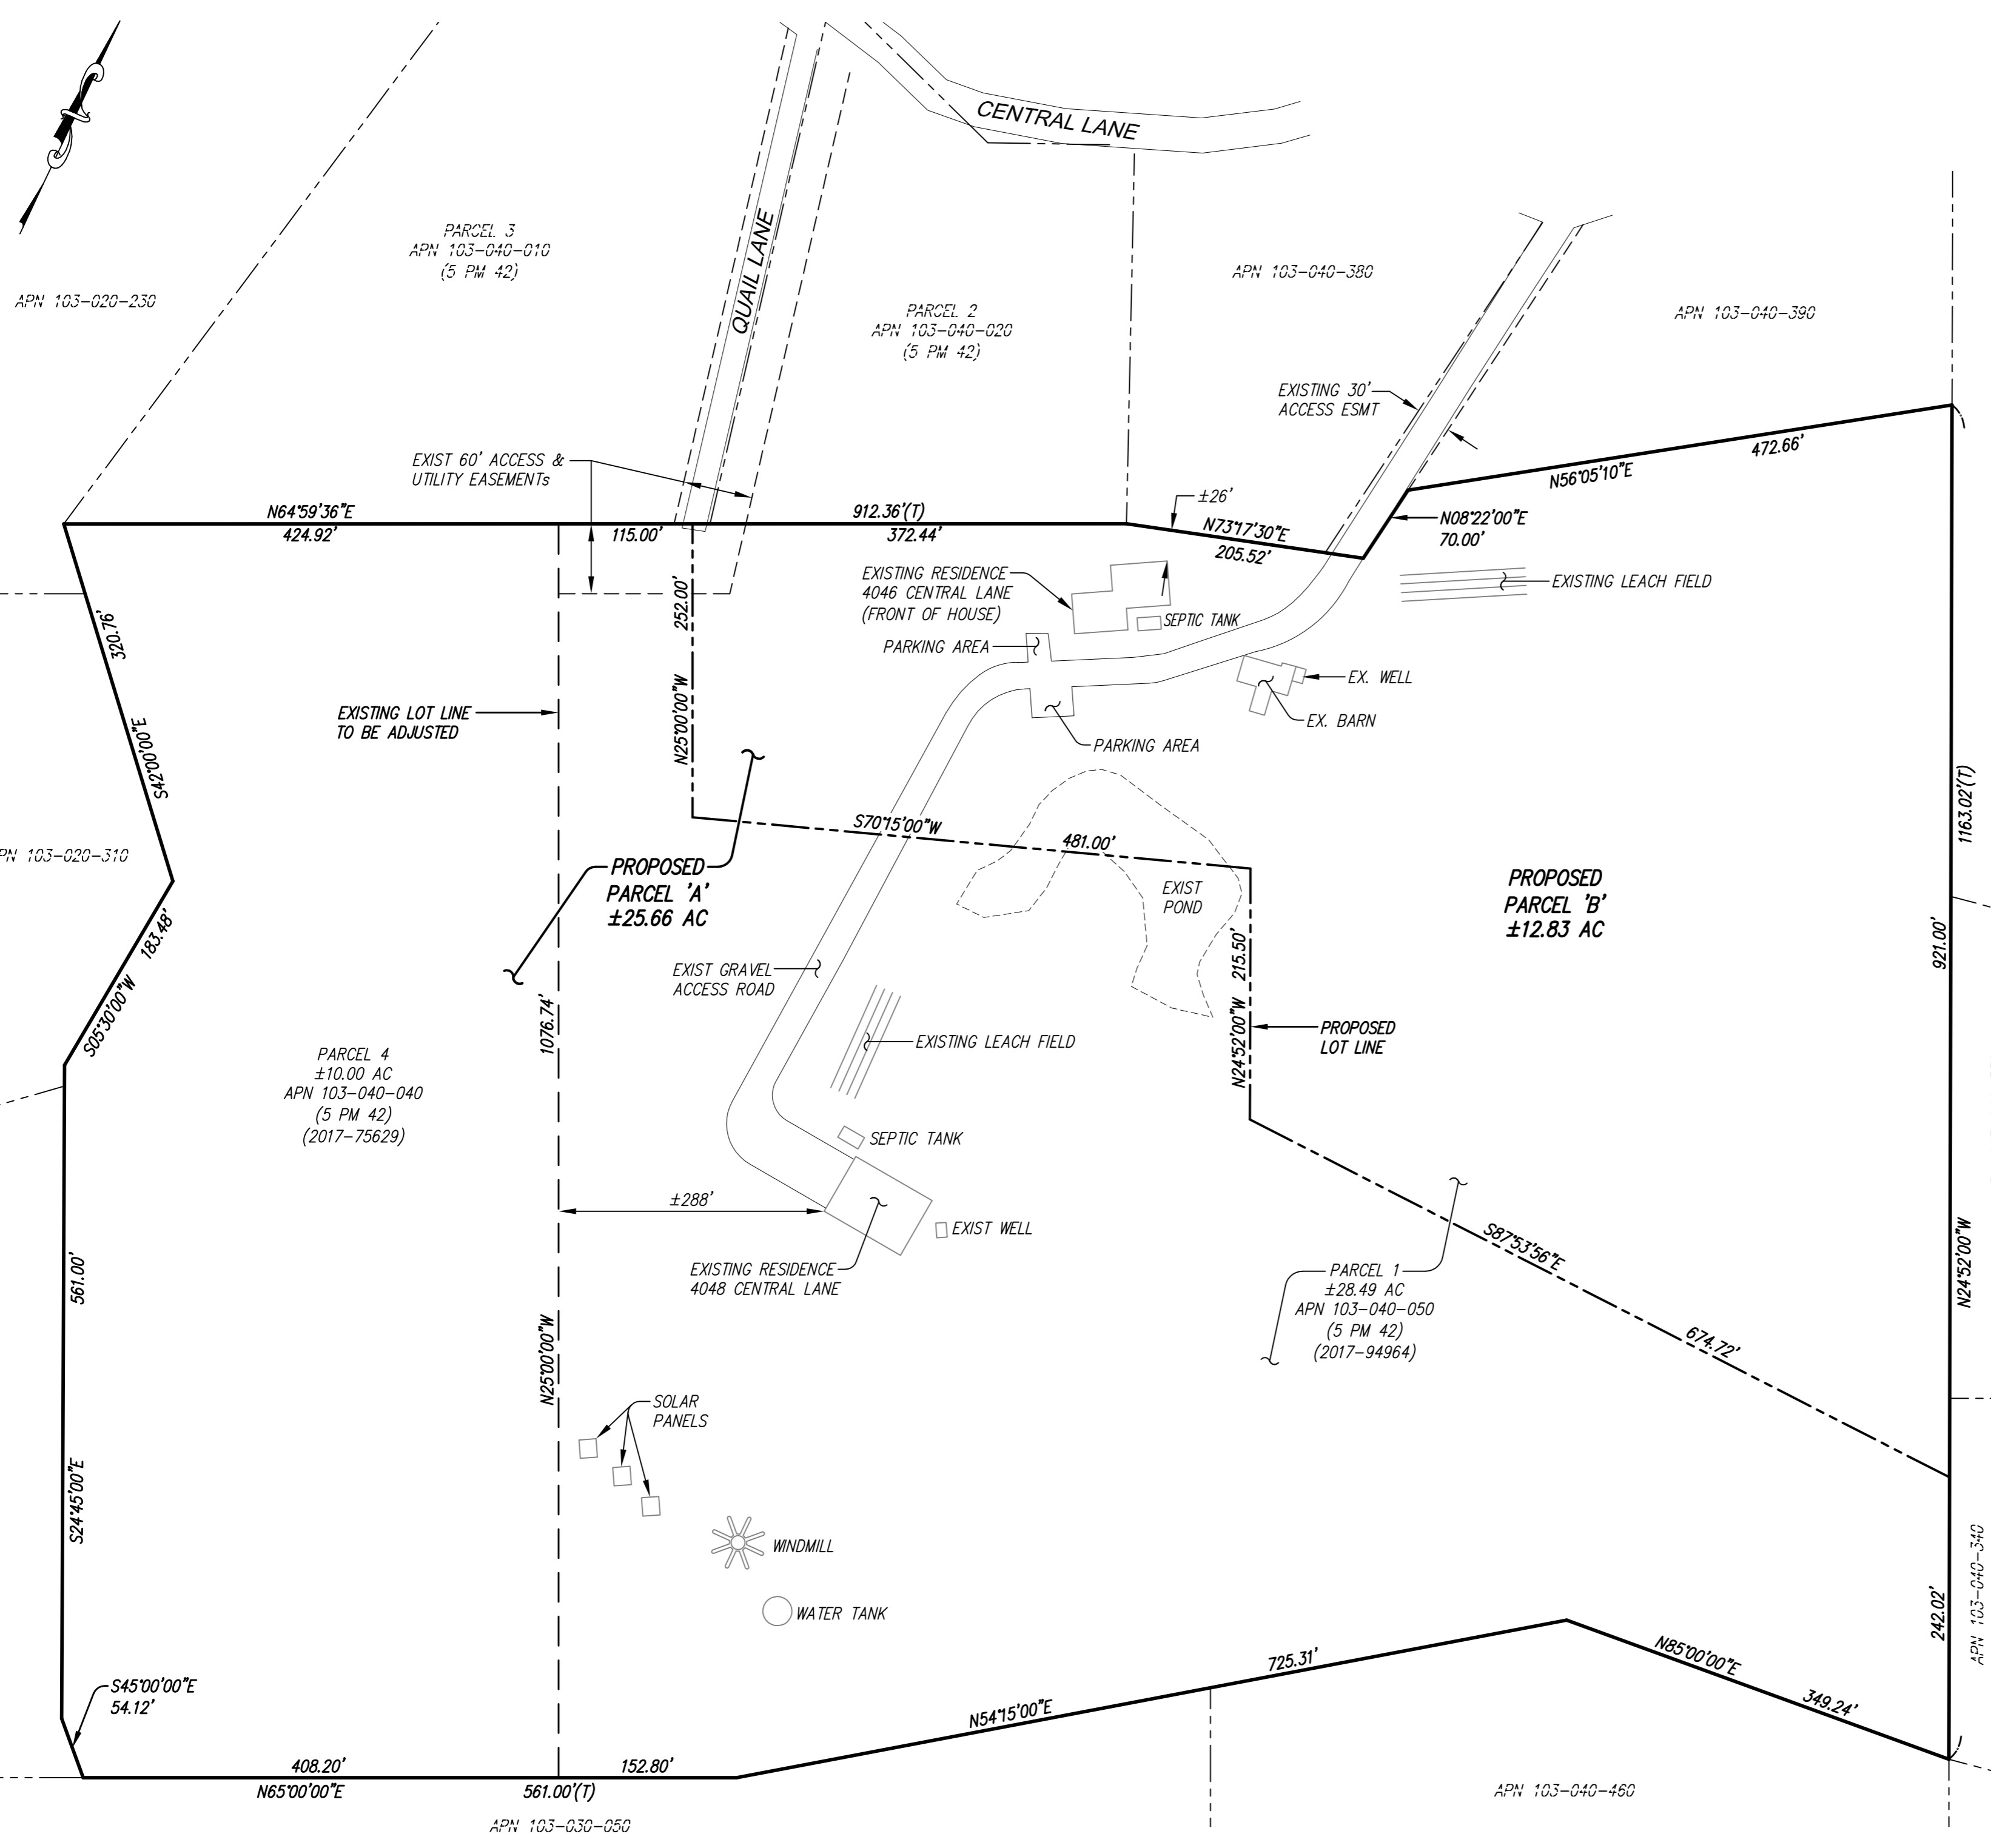 CENTRAL LANE
QUAIL LANE
PARCEL 3
APN 103-040-010
(5 PM 42)
APN 103-020-230
PARCEL 2
APN 103-040-020
(5 PM 42)
APN 103-040-380
APN 103-040-390
EXISTING 30'
ACCESS ESMT
EXIST 60' ACCESS &
UTILITY EASEMENTs
N64°59'36"E
424.92'
115.00'
912.36'(T)
372.44'
±26'
N73°17'30"E
205.52'
N08°22'00"E
70.00'
N56°05'10"E
472.66'
EXISTING RESIDENCE
4046 CENTRAL LANE
(FRONT OF HOUSE)
SEPTIC TANK
EXISTING LEACH FIELD
PARKING AREA
EX. WELL
EX. BARN
PARKING AREA
252.00'
N25°00'00"W
320.76'
S42°00'00"E
EXISTING LOT LINE
TO BE ADJUSTED
S70°15'00"W
481.00'
PROPOSED
PARCEL 'A'
±25.66 AC
EXIST
POND
PROPOSED
PARCEL 'B'
±12.83 AC
1163.02'(T)
921.00'
PN 103-020-310
183.48'
S05°30'00"W
EXIST GRAVEL
ACCESS ROAD
215.50'
N24°52'00"W
PROPOSED
LOT LINE
1076.74'
N25°00'00"W
EXISTING LEACH FIELD
PARCEL 4
±10.00 AC
APN 103-040-040
(5 PM 42)
(2017-75629)
SEPTIC TANK
±288'
EXIST WELL
EXISTING RESIDENCE
4048 CENTRAL LANE
S87°53'56"E
674.72'
PARCEL 1
±28.49 AC
APN 103-040-050
(5 PM 42)
(2017-94964)
N24°52'00"W
561.00'
S24°45'00"E
SOLAR
PANELS
WINDMILL
WATER TANK
242.02'
APN 103-040-340
S45°00'00"E
54.12'
725.31'
N54°15'00"E
N85°00'00"E
349.24'
408.20'
N65°00'00"E
152.80'
561.00'(T)
APN 103-030-050
APN 103-040-460